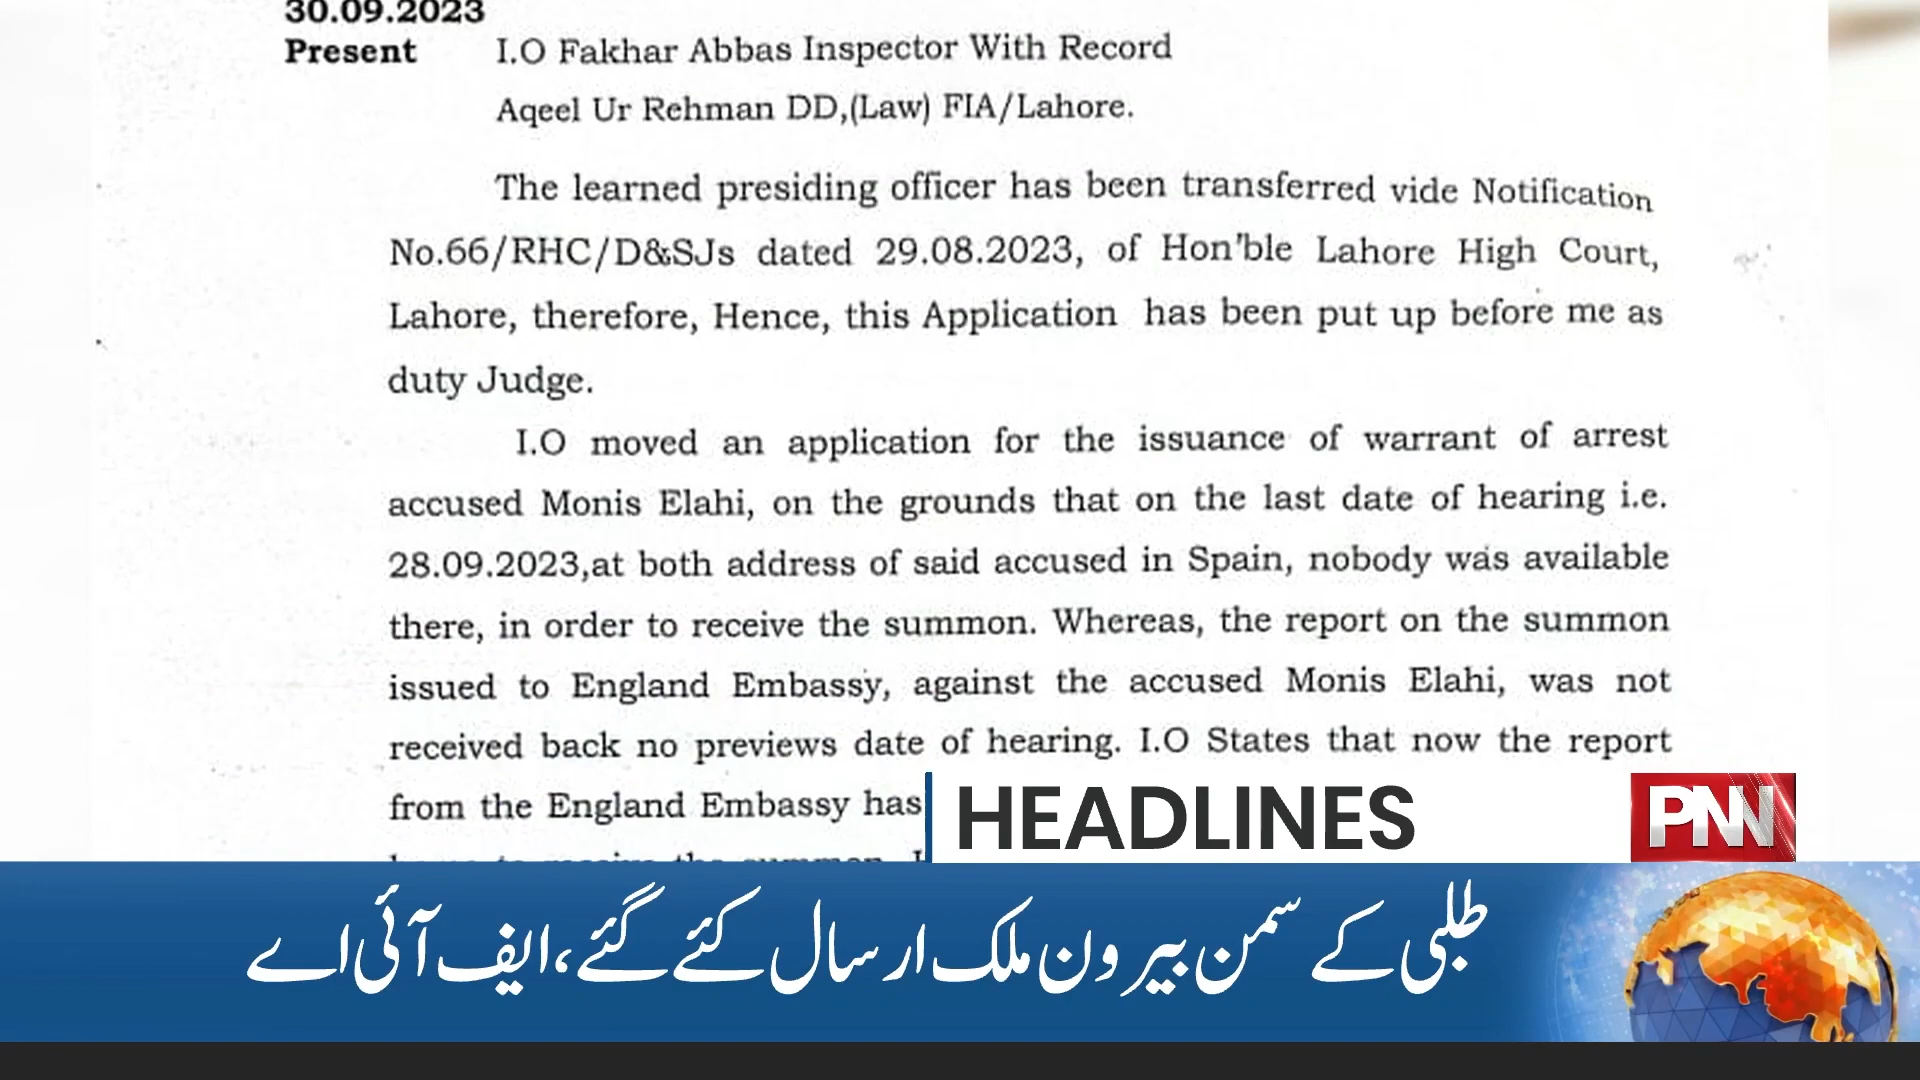 30.09.2023
Present I.O Fakhar Abbas Inspector With Record
Aqeel Ur Rehman DD,(Law) FIA/Lahore.
The learned presiding officer has been transferred vide Notification
No.66/RHC/D&SJs dated 29.08.2023, of Hon'ble Lahore High Court,
Lahore, therefore, Hence, this Application has been put up before me as
duty Judge.
I.O moved an application for the issuance of warrant of arrest
accused Monis Elahi, on the grounds that on the last date of hearing i.e.
28.09.2023,at both address of said accused in Spain, nobody was available
there, in order to receive the summon. Whereas, the report on the summon
issued to England Embassy, against the accused Monis Elahi, was not
received back no previews date of hearing. I.O States that now the report
from the England Embassy has
HEADLINES
PNN
طلبی کے سمن بیرون ملک ارسال کئے گئے، ایف آئی اے